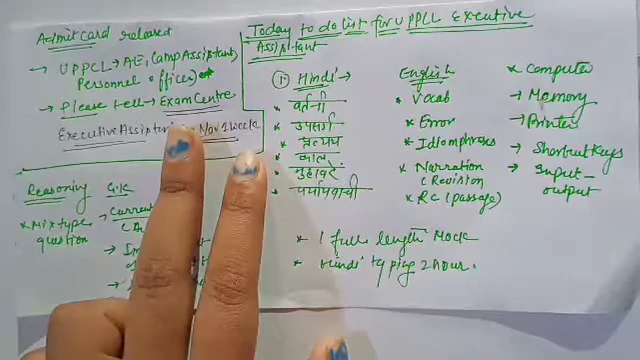 Admit card released
→ UPPCL → AE, Camp Assistant
Personnel officer
→ Please tell → Exam Centre
Executive Assistant Nov 1 week
Today to do list for UPPCL Executive
Assistant
① Hindi →
* वर्तनी
* उपसर्ग
* प्रत्यय
* काल
* मुहावरे
* पर्यायवाची
English
* Vocab
* Error
* Idiom phrases
* Narration
(Revision
* RC (passage)
* Computer
→ Memory
→ Printer
→ Shortcut Keys
→ Input-
output
Reasoning
* Mix type
question
G.K
→ Current
* 1 full length Mock
* Hindi typing 2 hour.